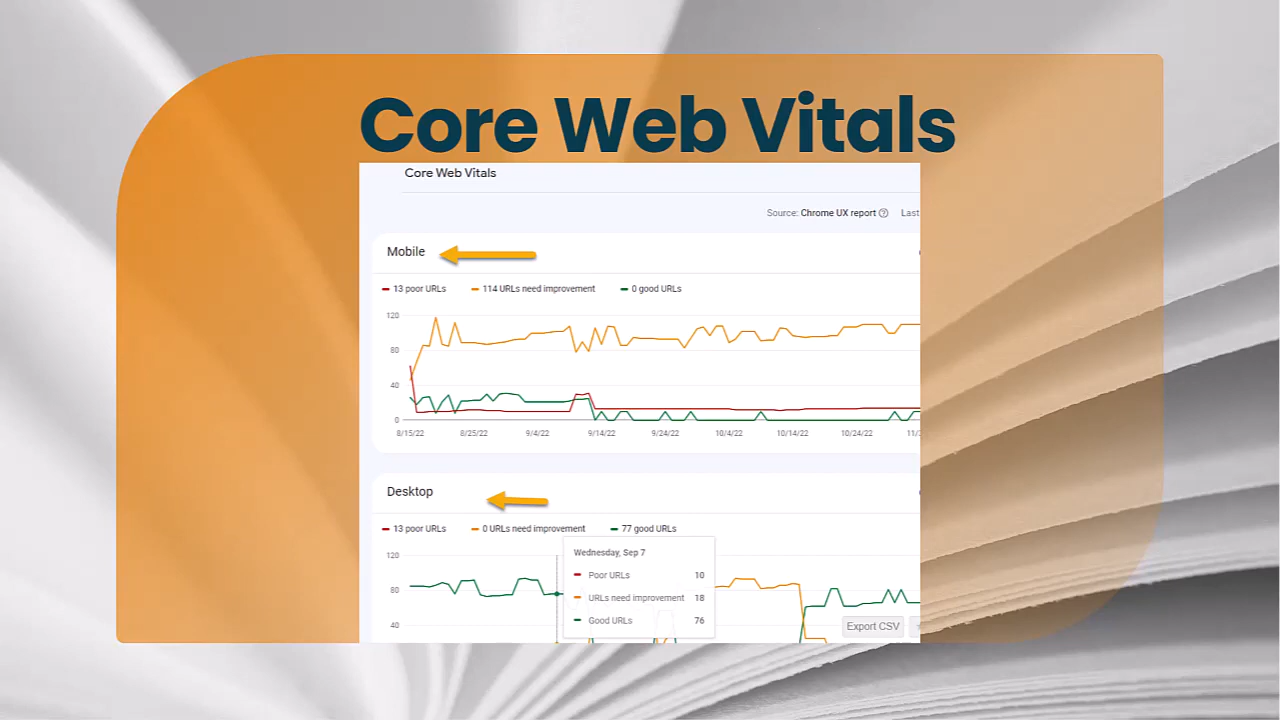 Core Web Vitals
Core Web Vitals
Source: Chrome UX report Last
Mobile
13 poor URLs 114 URLs need improvement 0 good URLs
120
80
40
0
8/15/22 8/25/22 9/4/22 9/14/22 9/24/22 10/4/22 10/14/22 10/24/22
Desktop
13 poor URLs 0 URLs need improvement 77 good URLs
120
80
40
Wednesday, Sep 7
Poor URLs 10
URLs need improvement 18
Good URLs 76
Export CSV